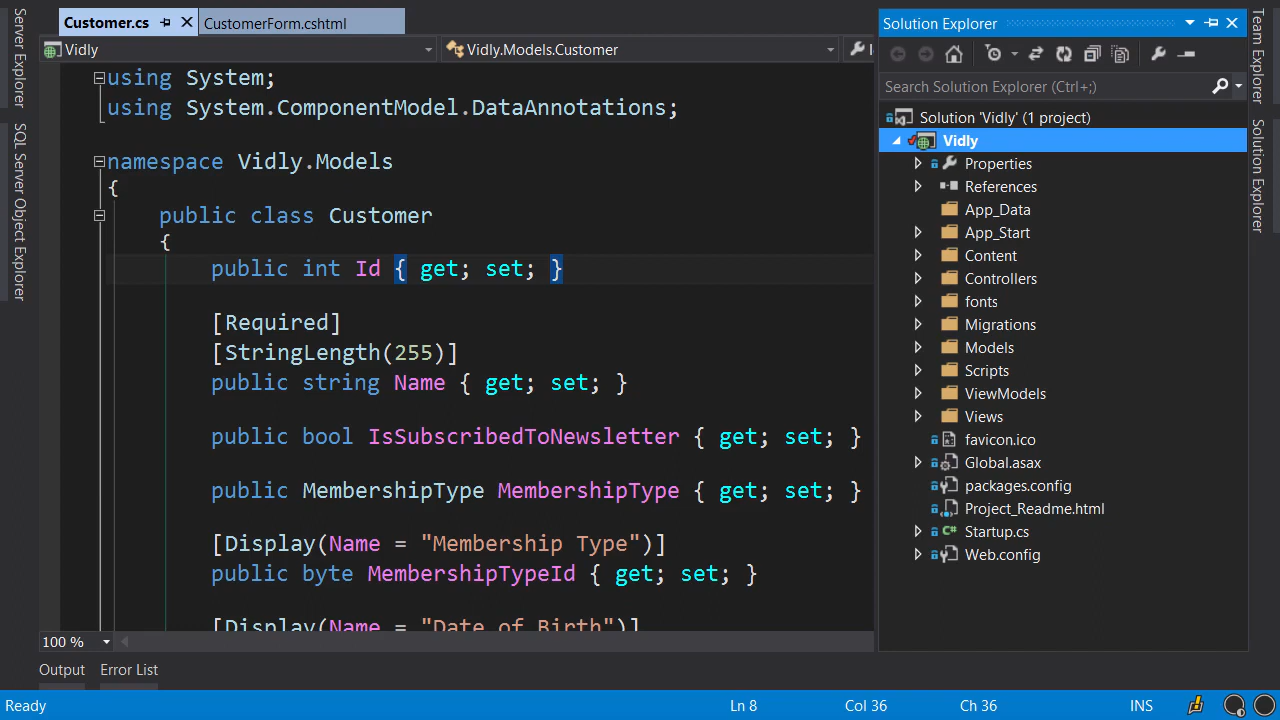 Server Explorer
SQL Server Object Explorer
Customer.cs
CustomerForm.cshtml
Vidly
Vidly.Models.Customer
using System;
using System.ComponentModel.DataAnnotations;
namespace Vidly.Models
{
public class Customer
{
public int Id { get; set; }
[Required]
[StringLength(255)]
public string Name { get; set; }
public bool IsSubscribedToNewsletter { get; set; }
public MembershipType MembershipType { get; set; }
[Display(Name = "Membership Type")]
public byte MembershipTypeId { get; set; }
[Display(Name = "Date of Birth")]
100 %
Output
Error List
Solution Explorer
Search Solution Explorer (Ctrl+;)
Solution 'Vidly' (1 project)
Vidly
Properties
References
App_Data
App_Start
Content
Controllers
fonts
Migrations
Models
Scripts
ViewModels
Views
favicon.ico
Global.asax
packages.config
Project_Readme.html
Startup.cs
Web.config
Team Explorer
Solution Explorer
Ready
Ln 8
Col 36
Ch 36
INS